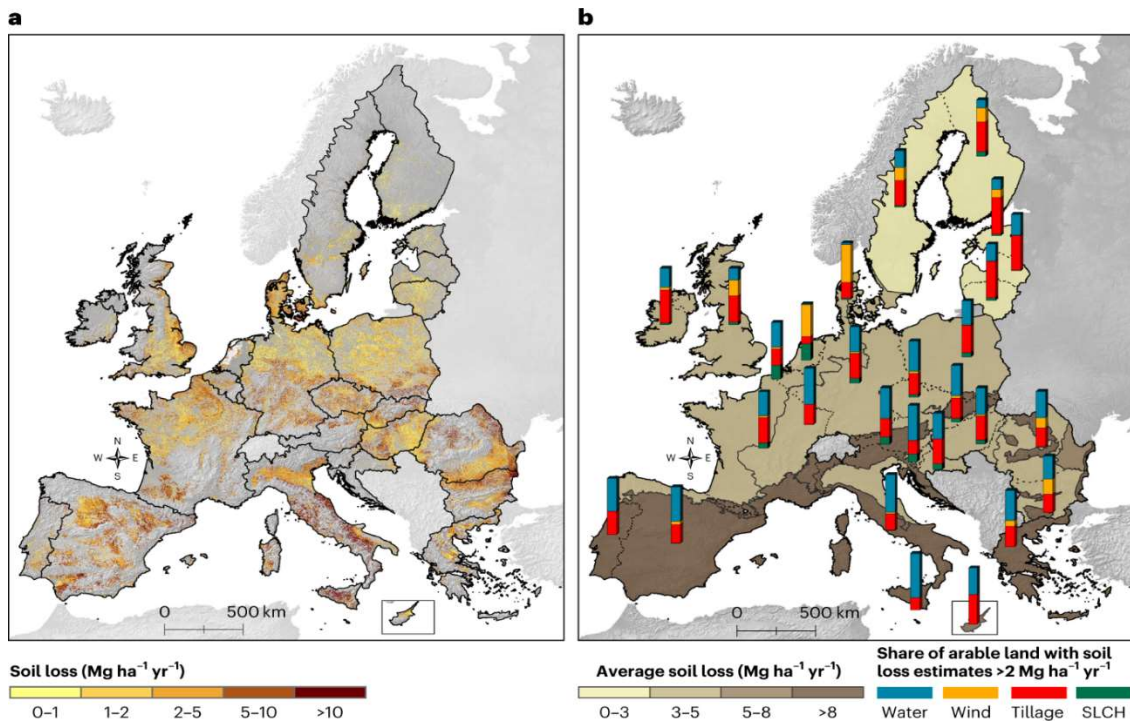 a
N
W E
S
0 500 km
Soil loss (Mg ha⁻¹ yr⁻¹)
0–1 1–2 2–5 5–10 >10
b
N
W E
S
0 500 km
Average soil loss (Mg ha⁻¹ yr⁻¹)
0–3 3–5 5–8 >8
Share of arable land with soil
loss estimates >2 Mg ha⁻¹ yr⁻¹
Water Wind Tillage SLCH